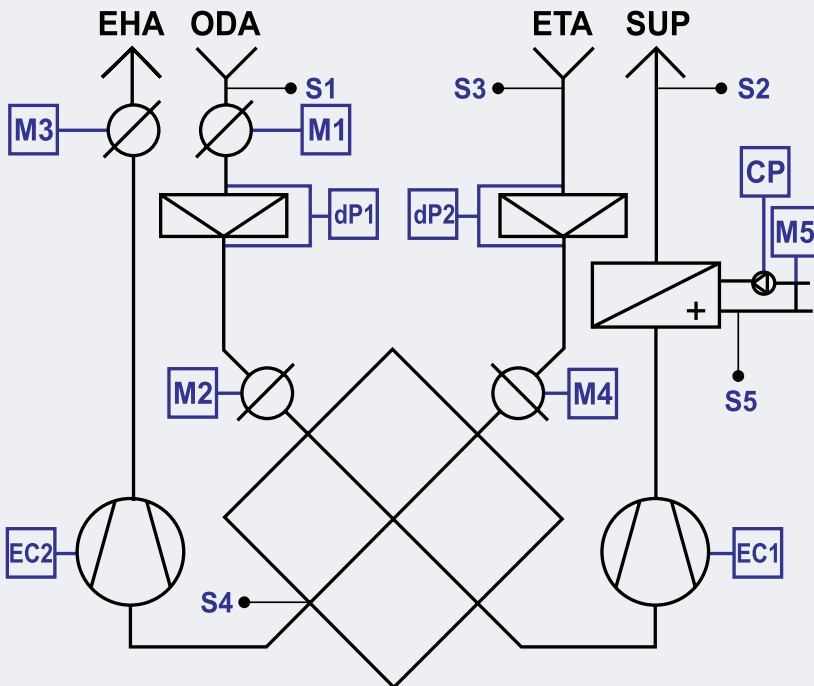 EHA ODA ETA SUP
S1 S3 S2
M3 M1
CP
dP1 dP2
M5
+
M2 M4
S5
EC2 EC1
S4